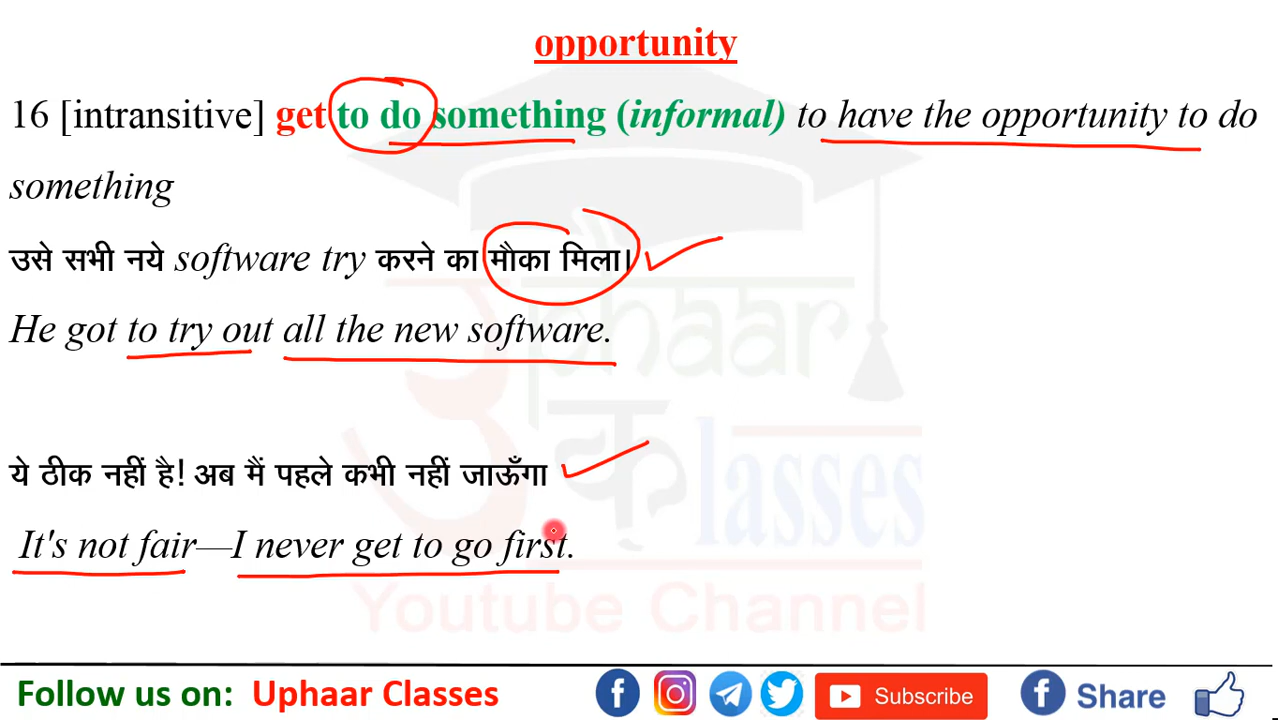 opportunity
16 [intransitive] get to do something (informal) to have the opportunity to do
something
उसे सभी नये software try करने का मौका मिला।
He got to try out all the new software.
ये ठीक नहीं है! अब मैं पहले कभी नहीं जाऊँगा
It's not fair—I never get to go first.
उphaar
कlasses
Youtube Channel
Follow us on: Uphaar Classes Subscribe Share